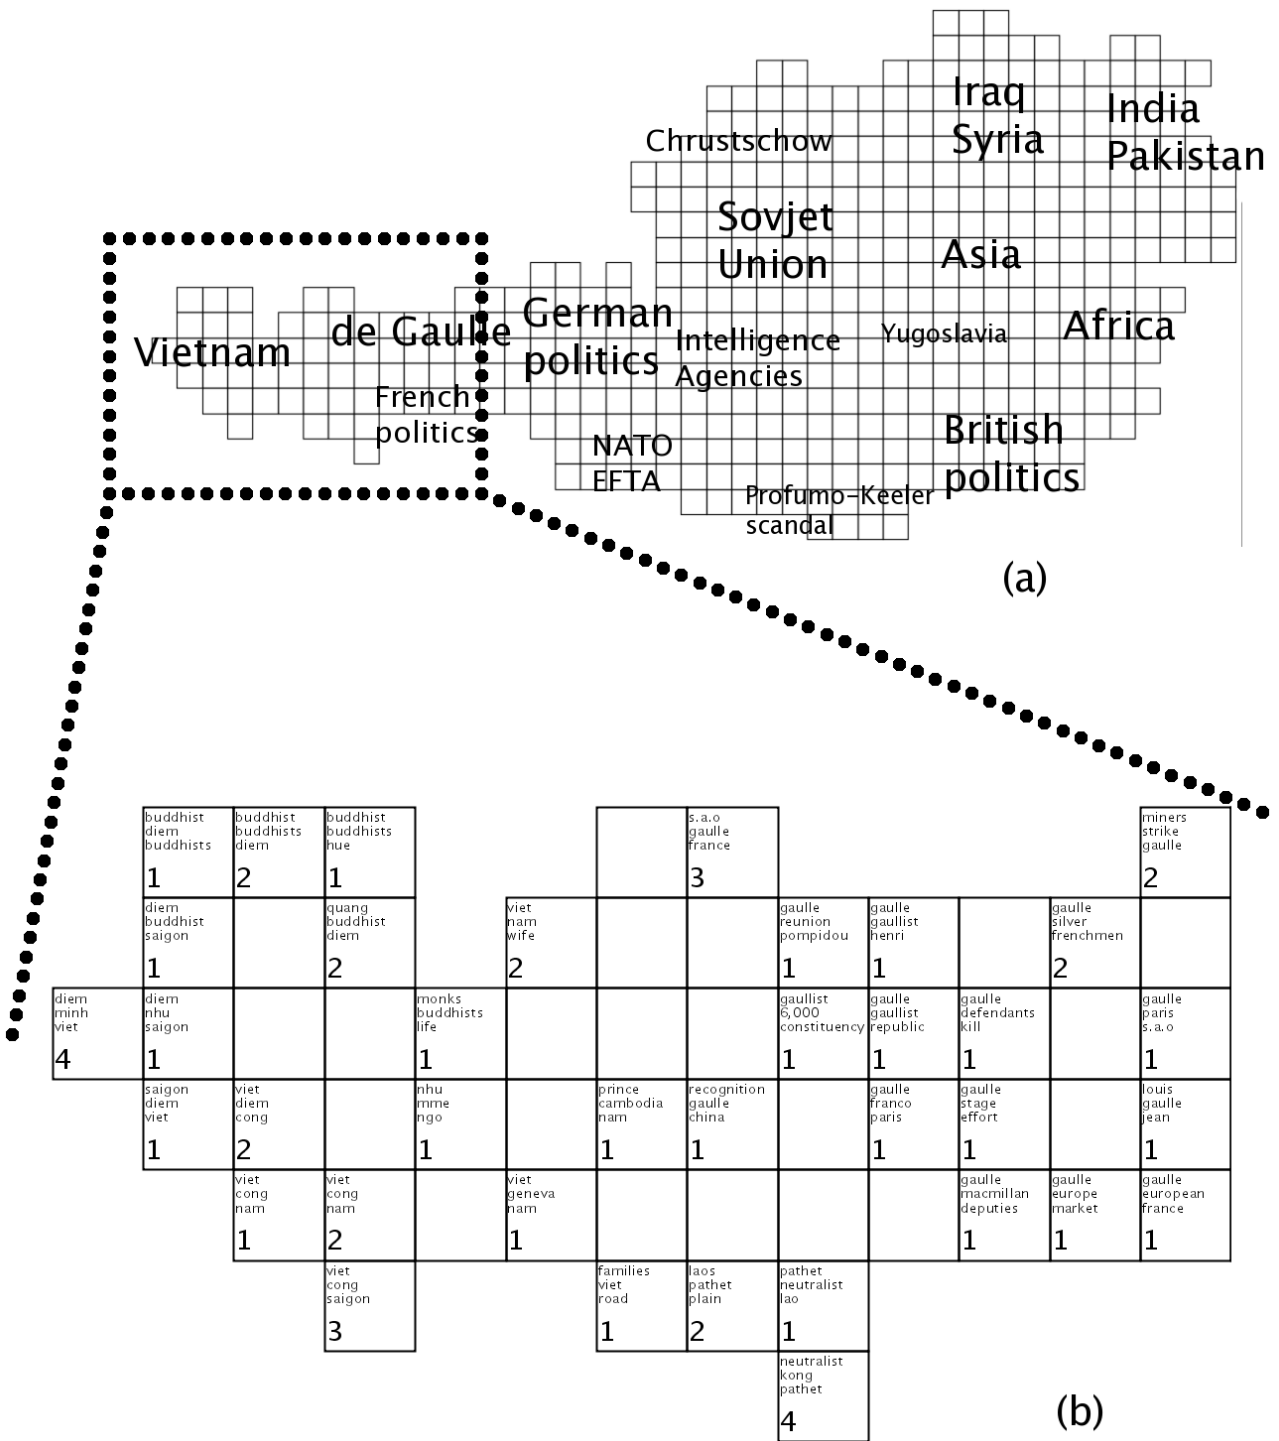 Iraq
Syria
India
Pakistan
Chrustschow
Sovjet
Union
Asia
Vietnam
de Gaulle
German
politics
Intelligence
Agencies
Yugoslavia
Africa
French
politics
NATO
EFTA
British
politics
Profumo-Keeler
scandal
(a)
buddhist
diem
buddhists
1
buddhist
buddhists
diem
2
buddhist
buddhists
hue
1
s.a.o
gaulle
france
3
miners
strike
gaulle
2
diem
buddhist
saigon
1
quang
buddhist
diem
2
viet
nam
wife
2
gaulle
reunion
pompidou
1
gaulle
gaullist
henri
1
gaulle
silver
frenchmen
2
diem
minh
viet
4
diem
nhu
saigon
1
monks
buddhists
life
1
gaullist
6,000
constituency
1
gaulle
gaullist
republic
1
gaulle
defendants
kill
1
gaulle
paris
s.a.o
1
saigon
diem
viet
1
viet
diem
cong
2
nhu
mme
ngo
1
prince
cambodia
nam
1
recognition
gaulle
china
1
gaulle
franco
paris
1
gaulle
stage
effort
1
louis
gaulle
jean
1
viet
cong
nam
1
viet
cong
nam
2
viet
geneva
nam
1
gaulle
macmillan
deputies
1
gaulle
europe
market
1
gaulle
european
france
1
viet
cong
saigon
3
families
viet
road
1
laos
pathet
plain
2
pathet
neutralist
lao
1
neutralist
kong
pathet
4
(b)